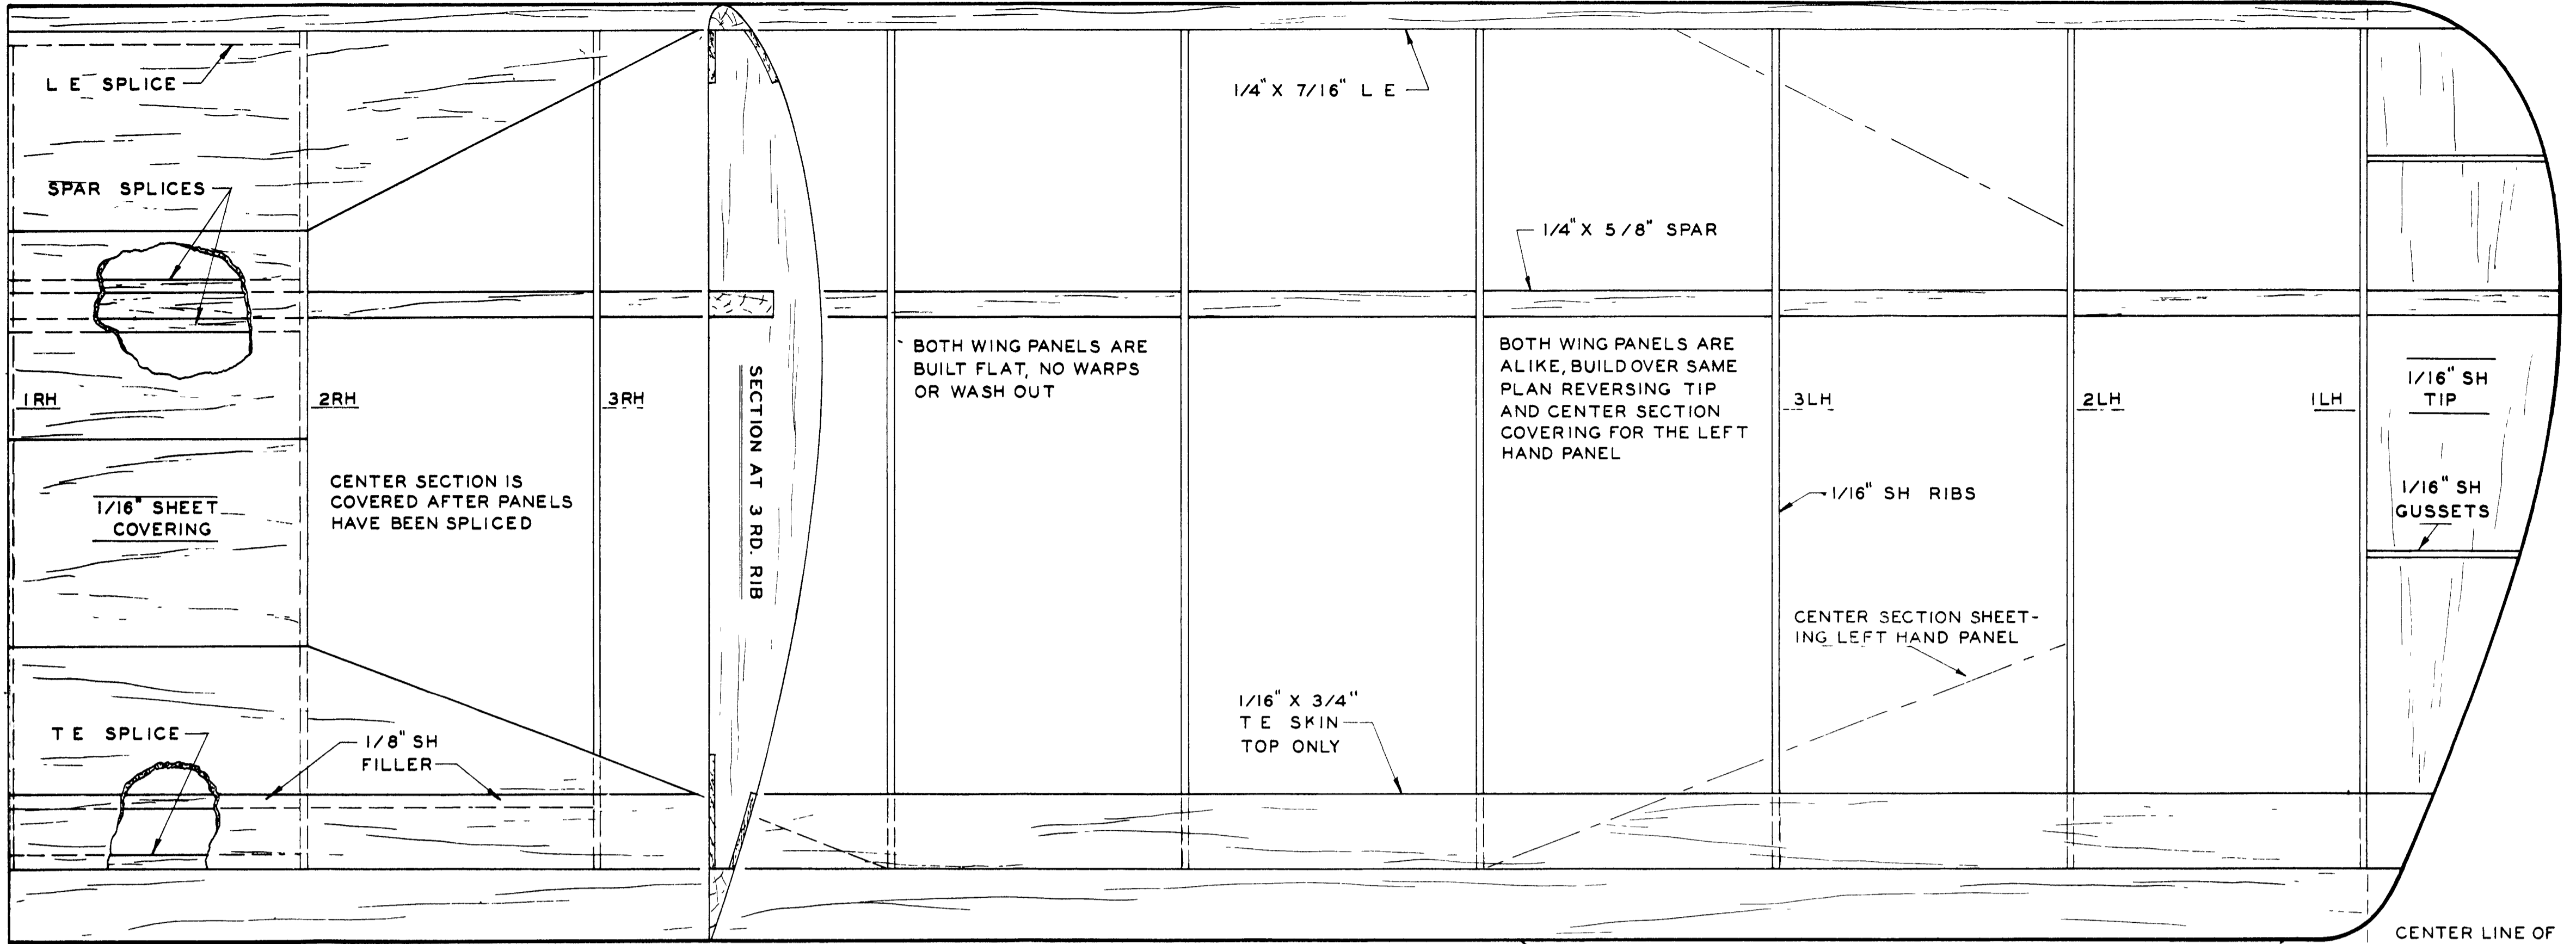 L E SPLICE
SPAR SPLICES
1RH
2RH
3RH
1/16" SHEET
COVERING
CENTER SECTION IS
COVERED AFTER PANELS
HAVE BEEN SPLICED
T E SPLICE
1/8" SH
FILLER
SECTION AT 3 RD. RIB
BOTH WING PANELS ARE
BUILT FLAT, NO WARPS
OR WASH OUT
1/4" X 7/16" L E
1/4" X 5/8" SPAR
BOTH WING PANELS ARE
ALIKE, BUILD OVER SAME
PLAN REVERSING TIP
AND CENTER SECTION
COVERING FOR THE LEFT
HAND PANEL
1/16" X 3/4"
T E SKIN
TOP ONLY
3LH
2LH
1LH
1/16" SH RIBS
CENTER SECTION SHEET-
ING LEFT HAND PANEL
1/16" SH
TIP
1/16" SH
GUSSETS
CENTER LINE OF